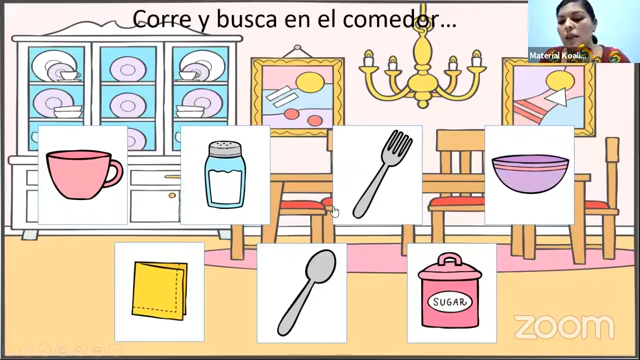 Corre y busca en el comedor…
Material Koali...
SUGAR
zoom